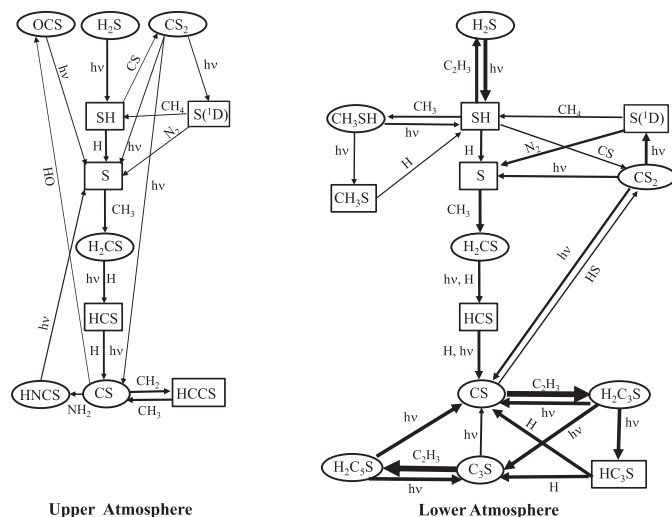 OCS
H₂S
CS₂
hν
hν
CS
hν
SH
CH₄
S(¹D)
H
hν
N₂
S
OH
CH₃
hν
H₂CS
hν H
hν
HCS
H hν
HNCS
NH₂
CS
CH₂
CH₃
HCCS
Upper Atmosphere
H₂S
C₂H₃
hν
CH₃SH
CH₃
hν
SH
CH₄
S(¹D)
hν
H
H
CS
N₂
hν
CH₃S
S
hν
CS₂
CH₃
H₂CS
hν
HS
hν, H
HCS
H, hν
CS
C₂H₃
hν
H₂C₃S
hν
hν
H
hν
hν
H₂C₅S
C₂H₃
hν
C₃S
H
HC₃S
Lower Atmosphere